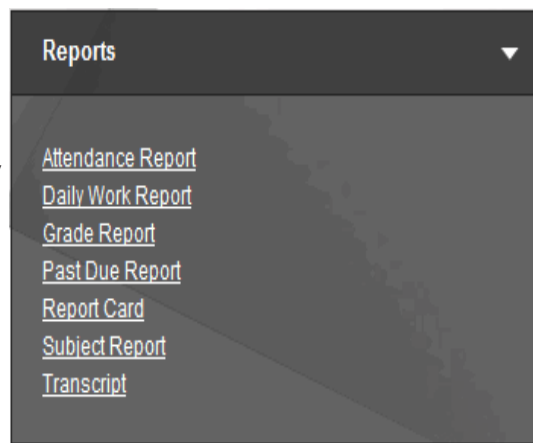 Reports
Attendance Report
Daily Work Report
Grade Report
Past Due Report
Report Card
Subject Report
Transcript